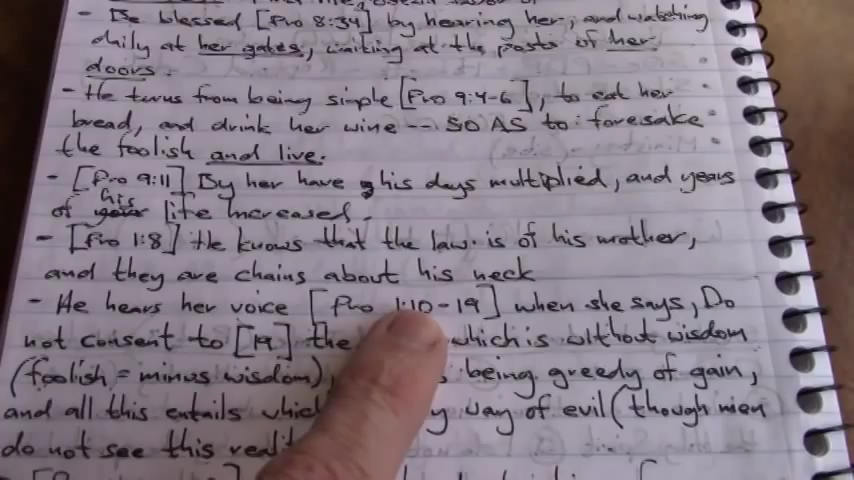 - Be blessed [Pro 8:34] by hearing her, and watching
daily at her gates, waiting at the posts of her
doors.
- He turns from being simple [Pro 9:4-6], to eat her
bread, and drink her wine -- SO AS to foresake
the foolish and live.
- [Pro 9:11] By her have his days multiplied, and years
of his life increased.
- [Pro 1:8] He knows that the law is of his mother,
and they are chains about his neck
- He hears her voice [Pro 1:10-19] when she says, Do
not consent to [19] the which is without wisdom
(foolish = minus wisdom), being greedy of gain,
and all this entails way of evil (though men
do not see this